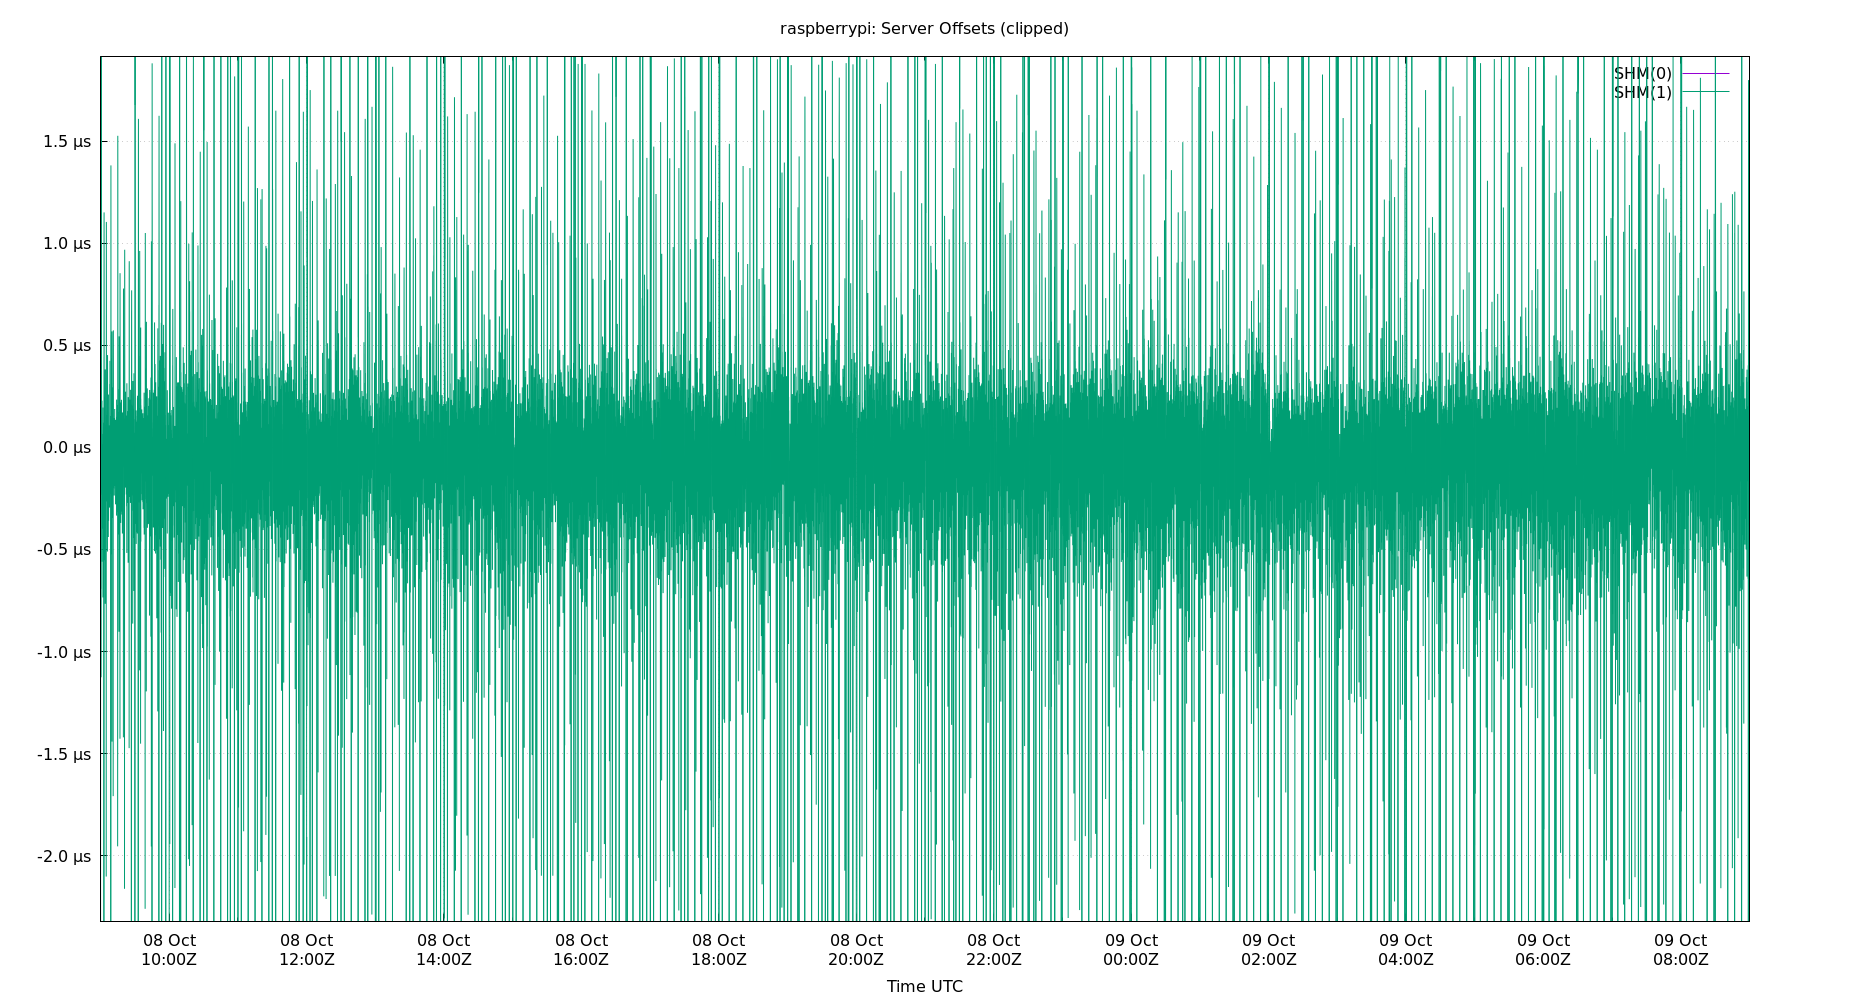 raspberrypi: Server Offsets (clipped)
SHM(0)
SHM(1)
1.5 µs
1.0 µs
0.5 µs
0.0 µs
-0.5 µs
-1.0 µs
-1.5 µs
-2.0 µs
08 Oct 08 Oct 08 Oct 08 Oct 08 Oct 08 Oct 08 Oct 09 Oct 09 Oct 09 Oct 09 Oct 09 Oct
10:00Z 12:00Z 14:00Z 16:00Z 18:00Z 20:00Z 22:00Z 00:00Z 02:00Z 04:00Z 06:00Z 08:00Z
Time UTC